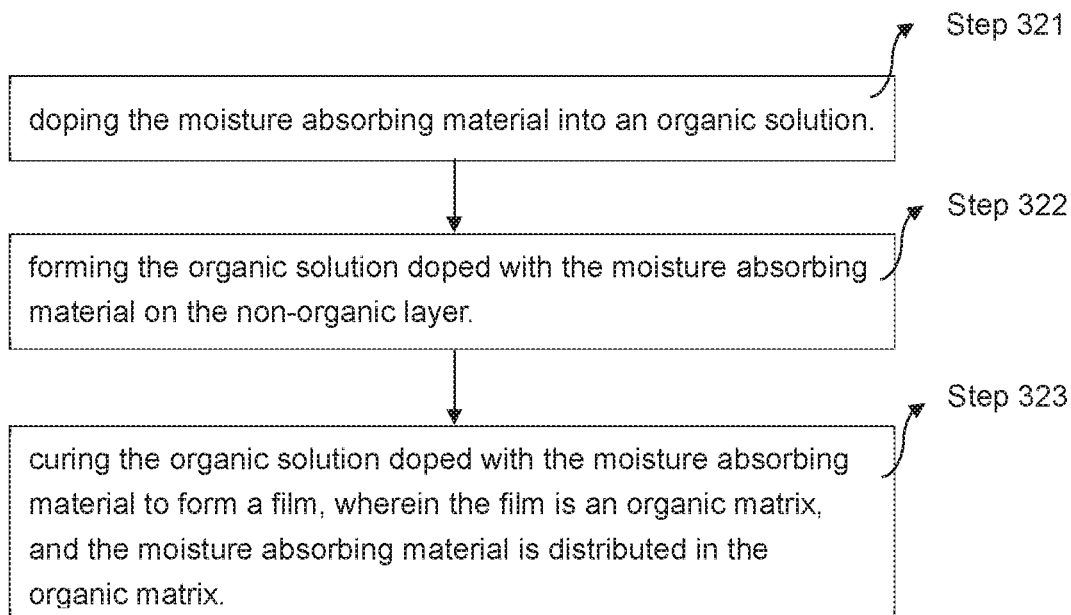 Step 321
doping the moisture absorbing material into an organic solution.
Step 322
forming the organic solution doped with the moisture absorbing
material on the non-organic layer.
Step 323
curing the organic solution doped with the moisture absorbing
material to form a film, wherein the film is an organic matrix,
and the moisture absorbing material is distributed in the
organic matrix.